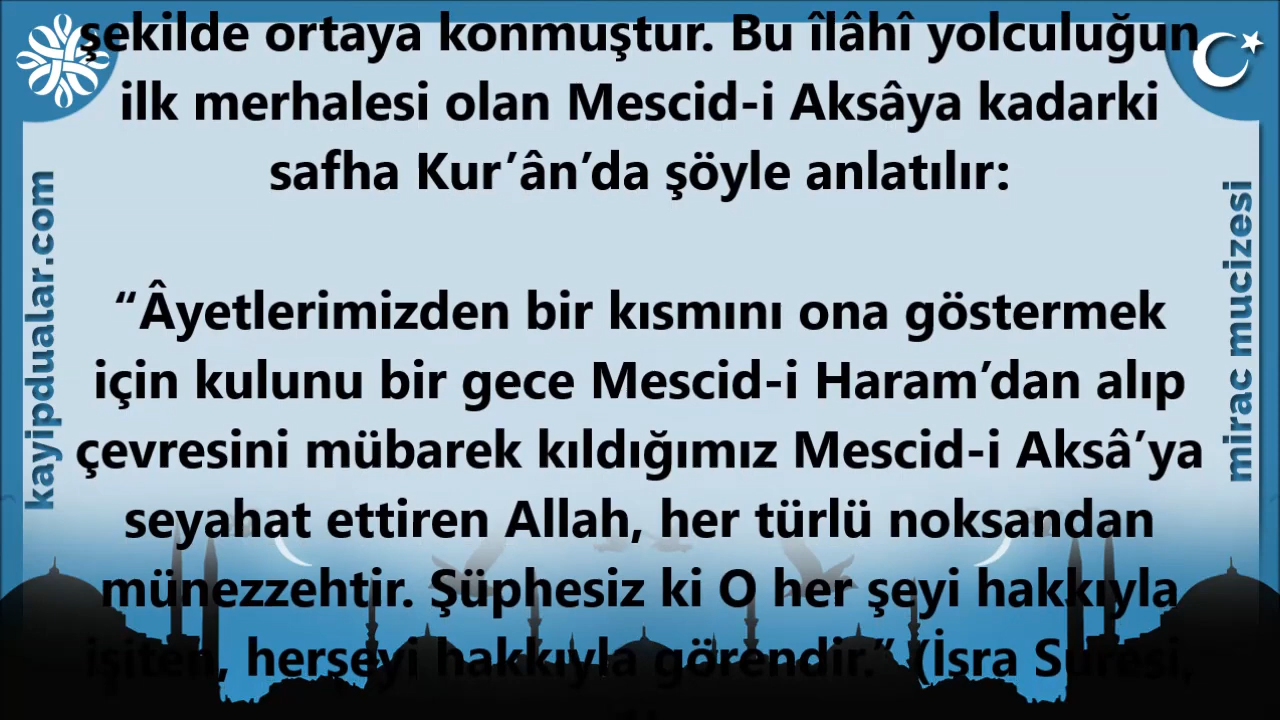 şekilde ortaya konmuştur. Bu îlâhî yolculuğun
ilk merhalesi olan Mescid-i Aksâya kadarki
safha Kur’ân’da şöyle anlatılır:
“Âyetlerimizden bir kısmını ona göstermek
için kulunu bir gece Mescid-i Haram’dan alıp
çevresini mübarek kıldığımız Mescid-i Aksâ’ya
seyahat ettiren Allah, her türlü noksandan
münezzehtir. Şüphesiz ki O her şeyi hakkıyla
işiten, herşeyi hakkıyla görendir.” (İsra Suresi,
kayipdualar.com
mirac mucizesi